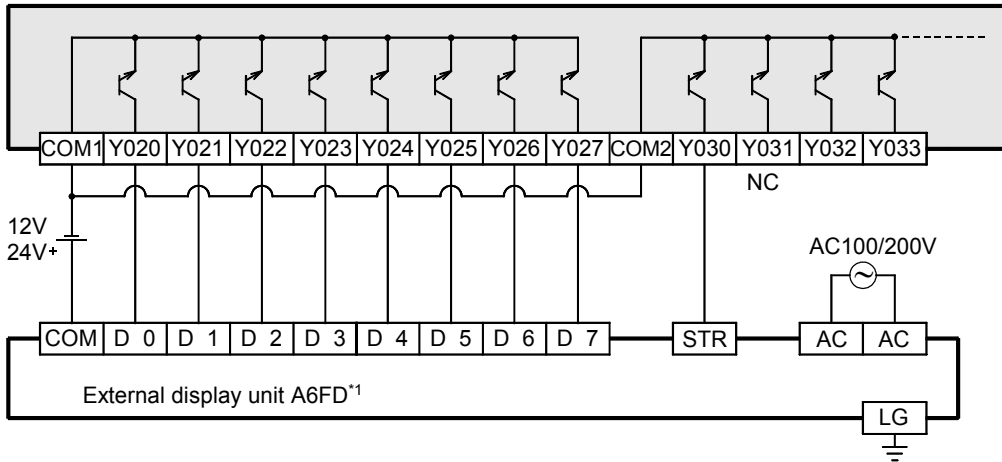 COM1 Y020 Y021 Y022 Y023 Y024 Y025 Y026 Y027 COM2 Y030 Y031 Y032 Y033
NC
12V
24V+
AC100/200V
COM D 0 D 1 D 2 D 3 D 4 D 5 D 6 D 7 STR AC AC
External display unit A6FD*1
LG